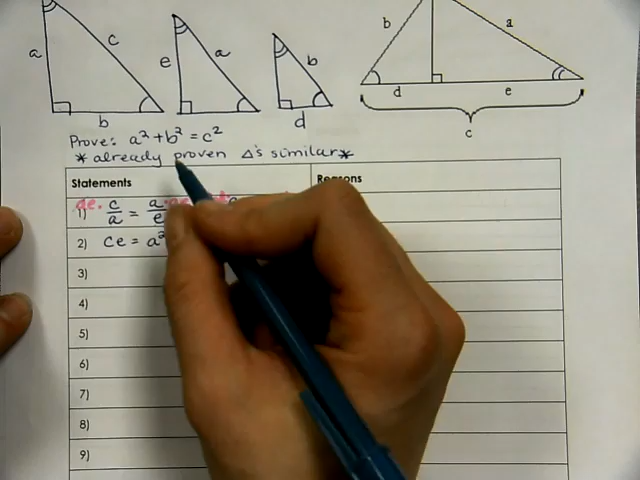 a c b
e a
b d
b a d e
c
Prove: a² + b² = c²
* already proven Δ's similar *
Statements Reasons
1) c/a = a/e
2) ce = a²
3)
4)
5)
6)
7)
8)
9)